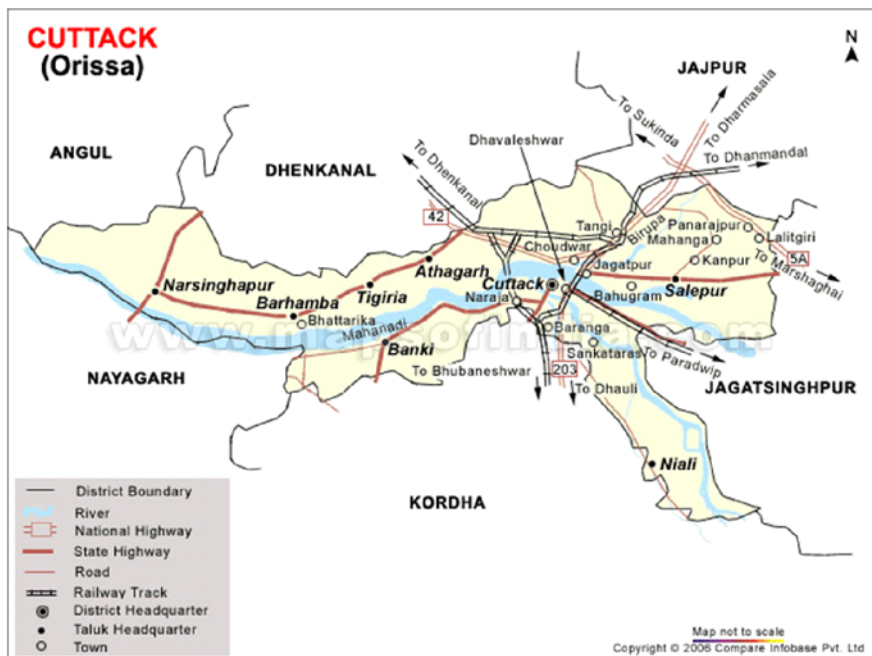 CUTTACK
(Orissa)
N
JAJPUR
To Sukinda
To Dharmasala
Dhavaleshwar
To Dhanmandal
ANGUL
DHENKANAL
To Dhenkanal
42
Tangi
Birupa
Panarajpur
Mahanga
Lalitgiri
Choudwar
5A
To Marshaghai
Athagarh
Jagatpur
Kanpur
Cuttack
Salepur
Narsinghapur
Tigiria
Naraja
Bahugram
Barhamba
Bhattarika
Mahanadi
Baranga
www.mapsofindia.com
Banki
Sankataras
To Paradwip
NAYAGARH
To Bhubaneshwar
203
To Dhauli
JAGATSINGHPUR
Niali
KORDHA
District Boundary
River
National Highway
State Highway
Road
Railway Track
District Headquarter
Taluk Headquarter
Town
Map not to scale
Copyright © 2006 Compare Infobase Pvt. Ltd